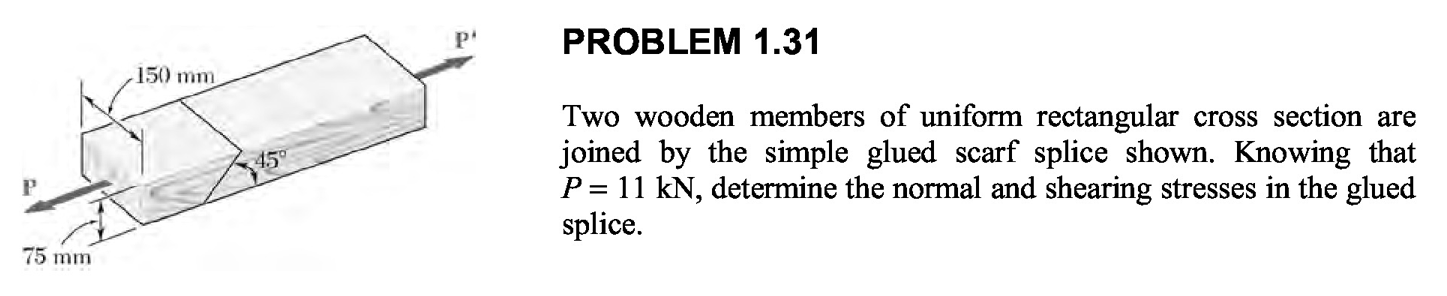 P'
150 mm
45°
P
75 mm
PROBLEM 1.31
Two wooden members of uniform rectangular cross section are
joined by the simple glued scarf splice shown. Knowing that
P = 11 kN, determine the normal and shearing stresses in the glued
splice.